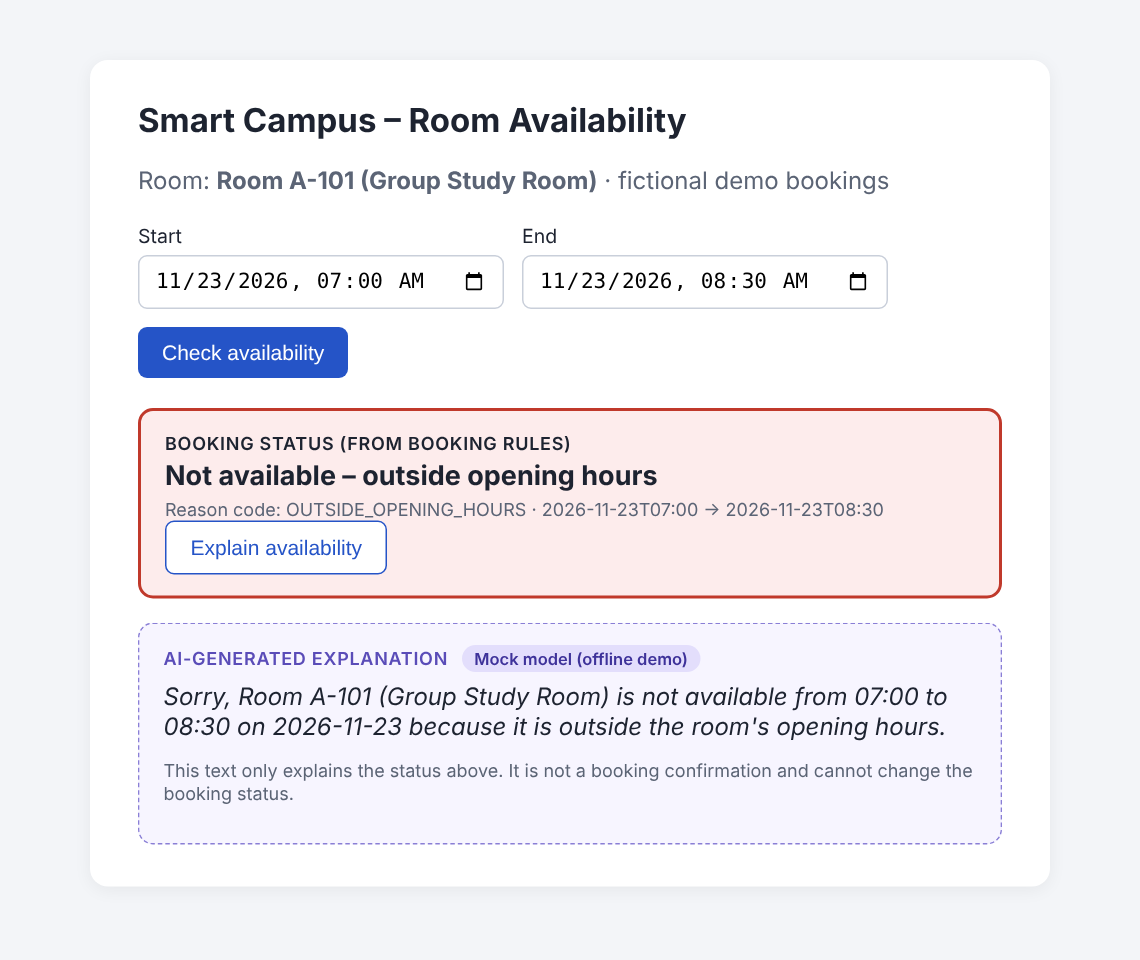 Smart Campus – Room Availability
Room: Room A-101 (Group Study Room) · fictional demo bookings
Start
End
11/23/2026, 07:00 AM
11/23/2026, 08:30 AM
Check availability
BOOKING STATUS (FROM BOOKING RULES)
Not available – outside opening hours
Reason code: OUTSIDE_OPENING_HOURS · 2026-11-23T07:00 → 2026-11-23T08:30
Explain availability
AI-GENERATED EXPLANATION Mock model (offline demo)
Sorry, Room A-101 (Group Study Room) is not available from 07:00 to
08:30 on 2026-11-23 because it is outside the room's opening hours.
This text only explains the status above. It is not a booking confirmation and cannot change the
booking status.